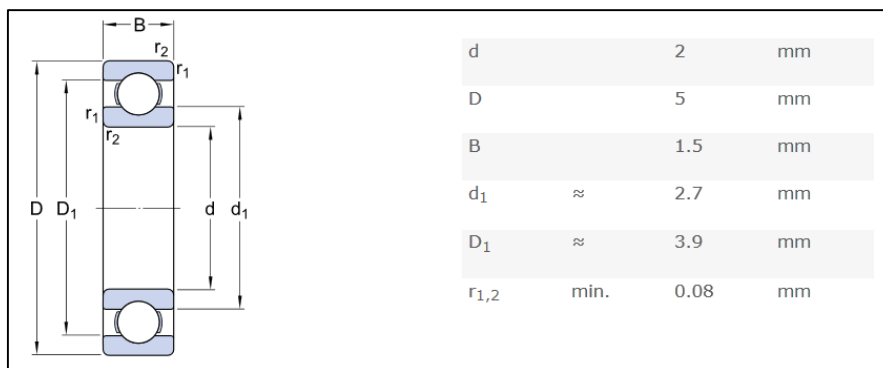 B
r₂
r₁
r₁
r₂
D D₁ d d₁
d 2 mm
D 5 mm
B 1.5 mm
d₁ ≈ 2.7 mm
D₁ ≈ 3.9 mm
r₁,₂ min. 0.08 mm